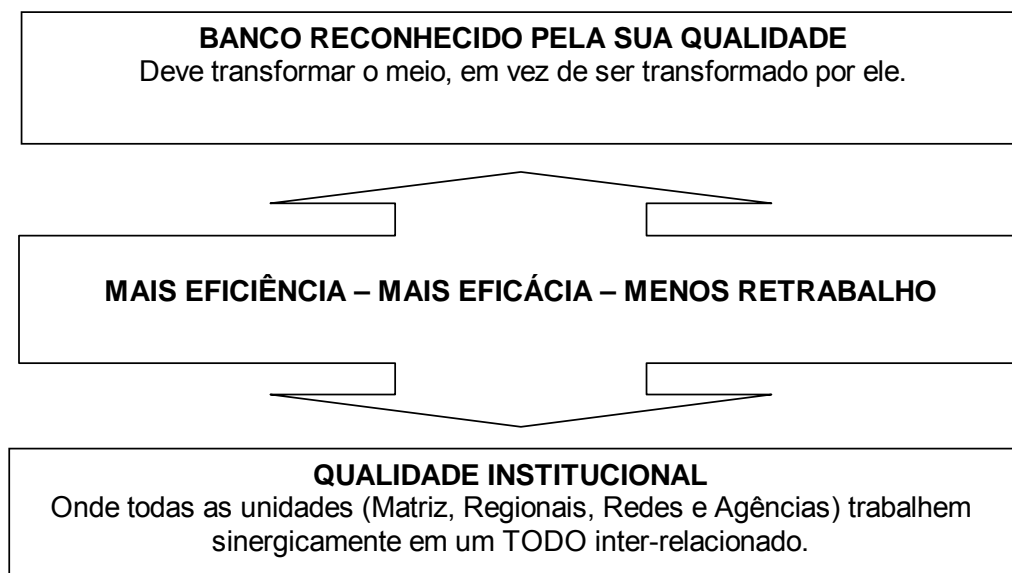 BANCO RECONHECIDO PELA SUA QUALIDADE
Deve transformar o meio, em vez de ser transformado por ele.
MAIS EFICIÊNCIA – MAIS EFICÁCIA – MENOS RETRABALHO
QUALIDADE INSTITUCIONAL
Onde todas as unidades (Matriz, Regionais, Redes e Agências) trabalhem
sinergicamente em um TODO inter-relacionado.